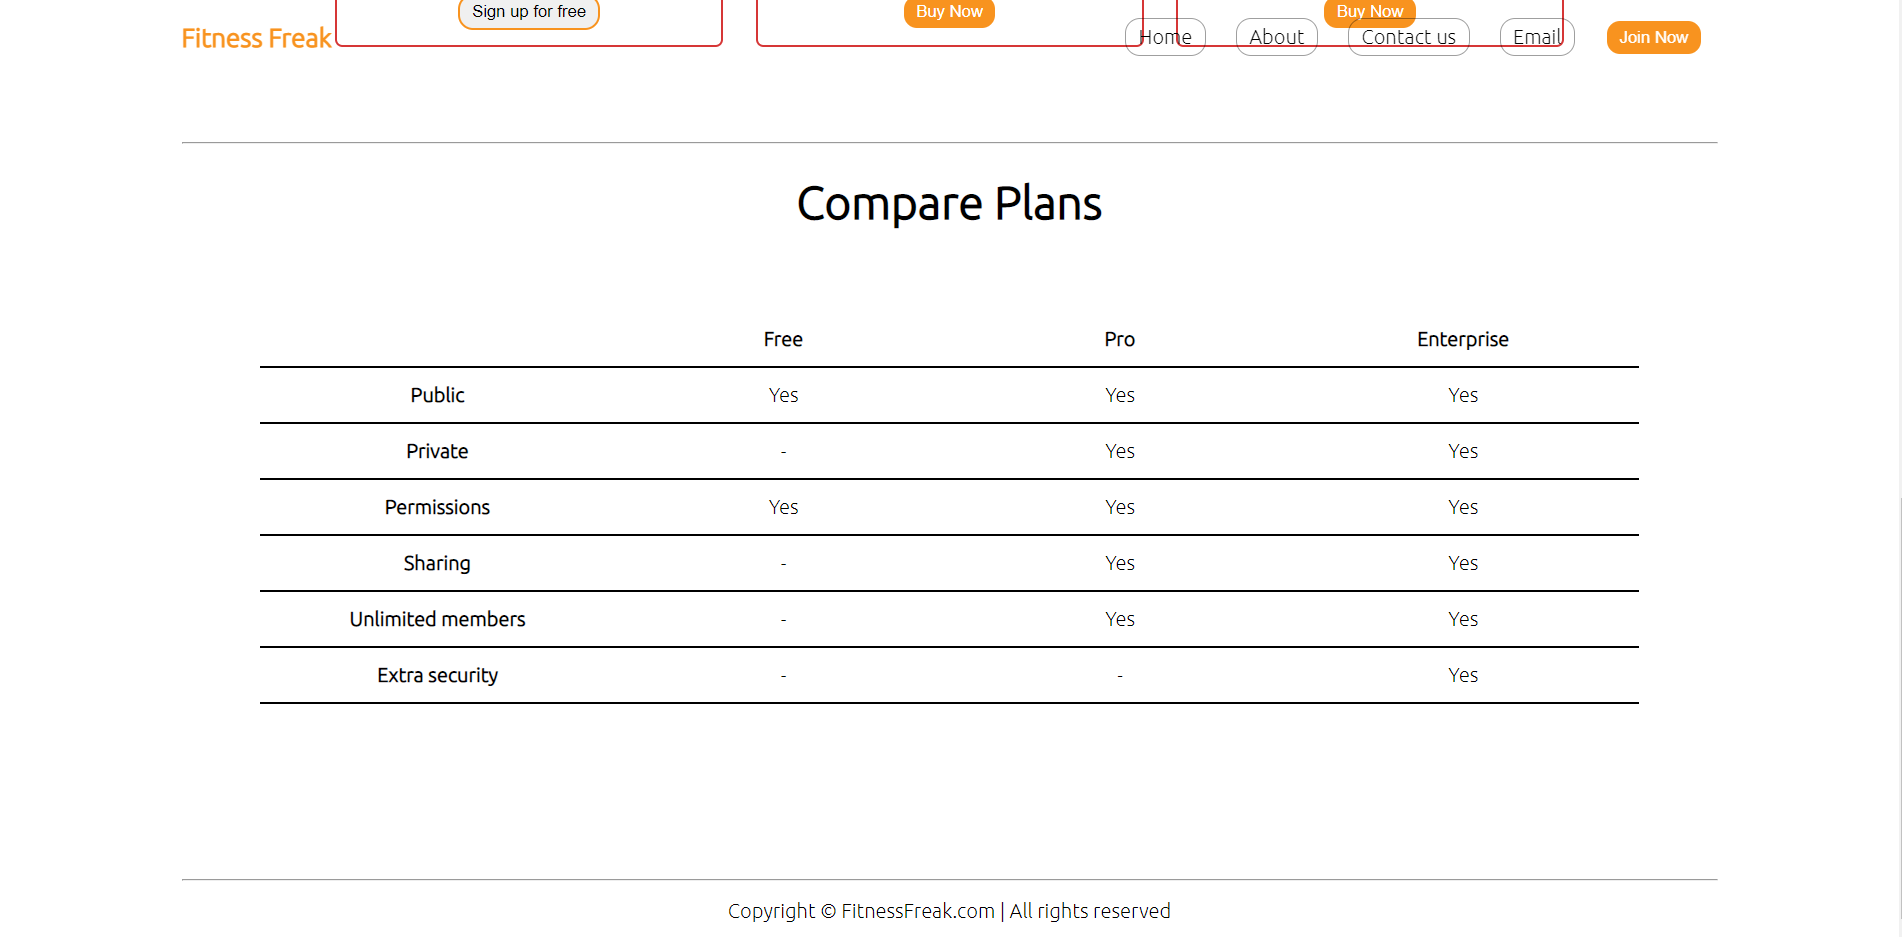 Sign up for free Buy Now Buy Now
Fitness Freak Home About Contact us Email Join Now
Compare Plans
Free Pro Enterprise
Public Yes Yes Yes
Private - Yes Yes
Permissions Yes Yes Yes
Sharing - Yes Yes
Unlimited members - Yes Yes
Extra security - - Yes
Copyright © FitnessFreak.com | All rights reserved